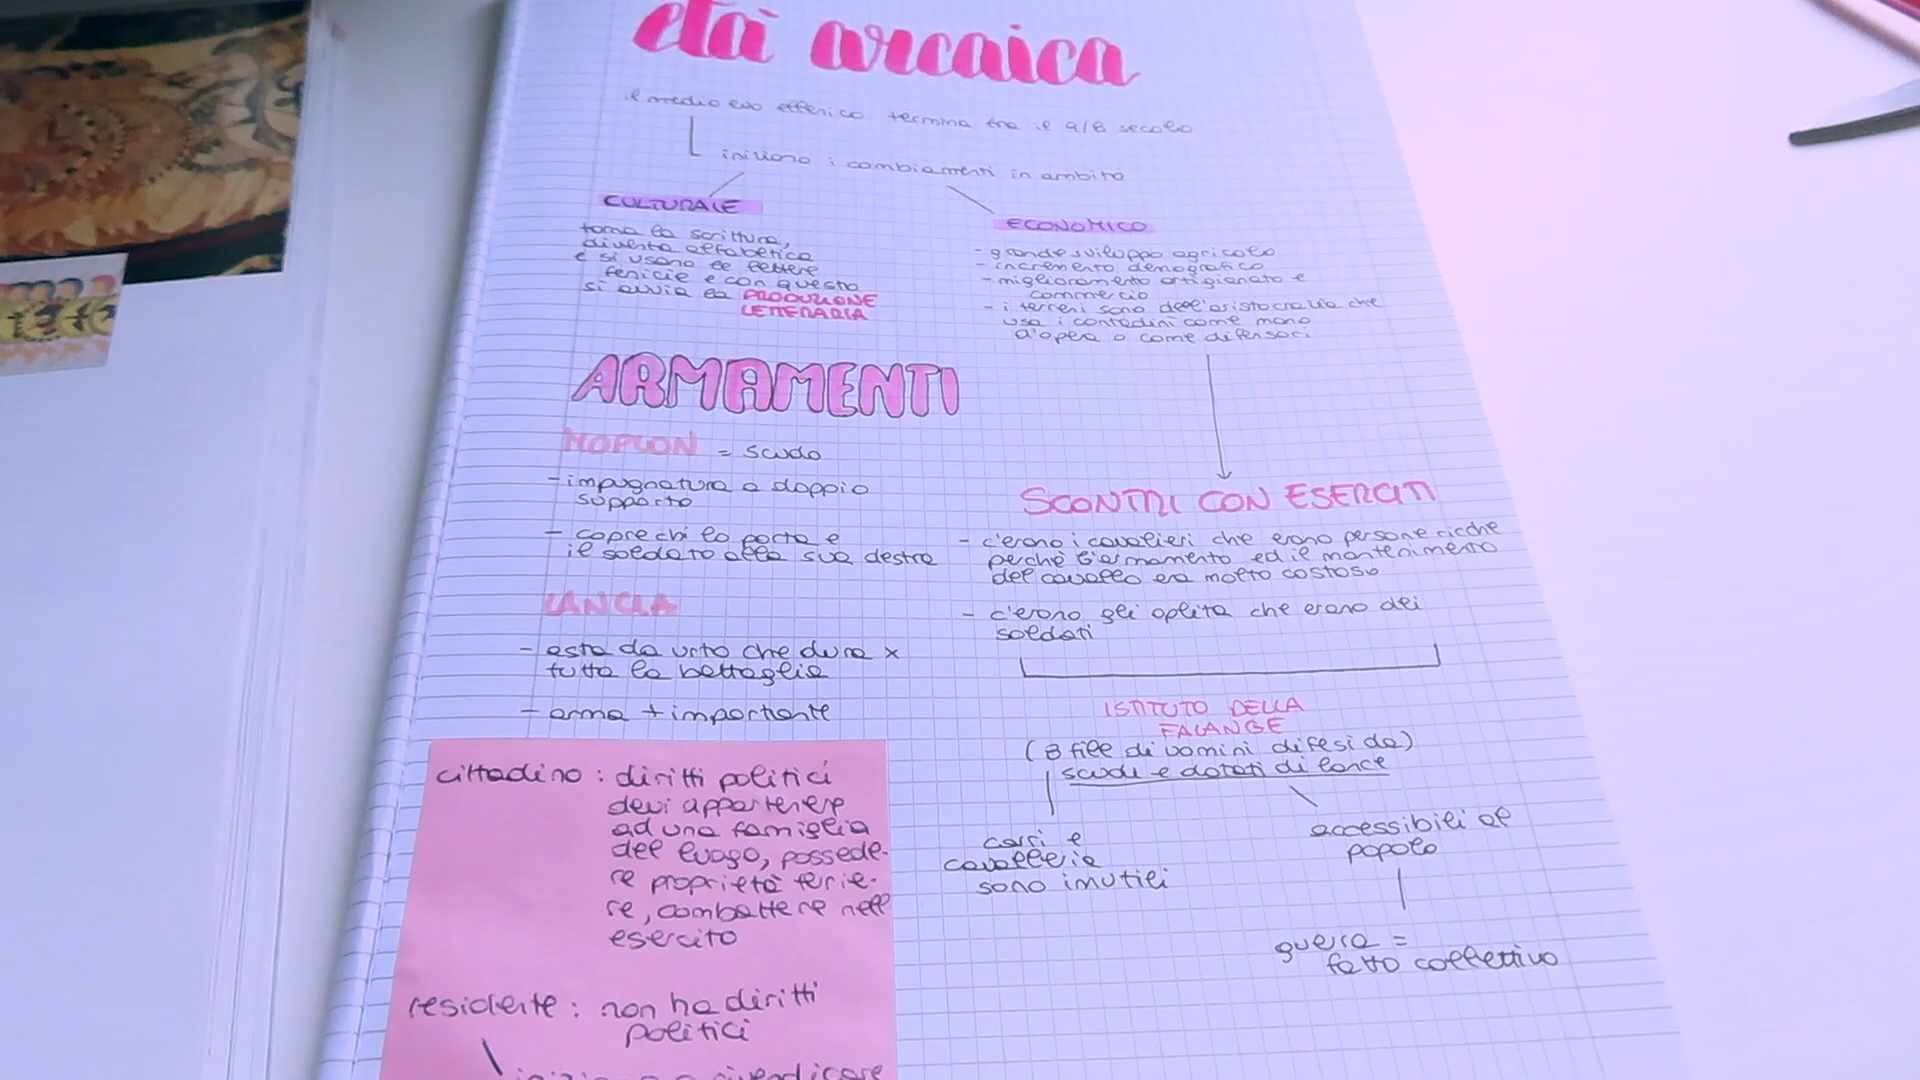 età arcaica
il medio evo ellenico termina tra il 9/8 secolo
iniziano i cambiamenti in ambito
CULTURALE
torna la scrittura,
diventa alfabetica
e si usano le lettere
fenicie e con questo
si avvia la PRODUZIONE
LETTERARIA
ECONOMICO
- grande sviluppo agricolo
- incremento demografico
- miglioramento artigianato e
commercio
- i terreni sono dell'aristocrazia che
usa i contadini come mano
d'opera o come difensori.
ARMAMENTI
HOPLON = scudo
- impugnatura a doppio
supporto
- copre chi lo porta e
il soldato alla sua destra
LANCIA
- asta da urto che dura x
tutta la battaglia
- arma + importante
SCONTRI CON ESERCITI
- c'erano i cavalieri che erano persone ricche
perchè l'armamento ed il mantenimento
del cavallo era molto costoso
- c'erano gli oplita che erano dei
soldati
ISTITUTO DELLA
FALANGE
(8 file di uomini difesi da)
scudi e dotati di lance
carri e
cavalleria
sono inutili
accessibili al
popolo
guerra =
fatto collettivo
cittadino : diritti politici
devi appartenere
ad una famiglia
del luogo, possede-
re proprietà terrie-
re, combattere nell
esercito
residente : non ha diritti
politici
rivendicare